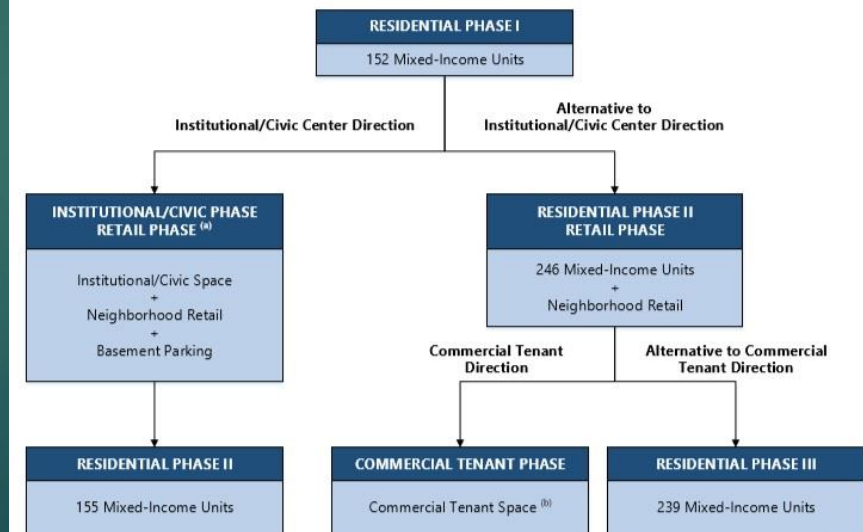 RESIDENTIAL PHASE I
152 Mixed-Income Units
Institutional/Civic Center Direction
Alternative to
Institutional/Civic Center Direction
INSTITUTIONAL/CIVIC PHASE
RETAIL PHASE (a)
Institutional/Civic Space
+
Neighborhood Retail
+
Basement Parking
RESIDENTIAL PHASE II
RETAIL PHASE
246 Mixed-Income Units
+
Neighborhood Retail
Commercial Tenant
Direction
Alternative to Commercial
Tenant Direction
RESIDENTIAL PHASE II
155 Mixed-Income Units
COMMERCIAL TENANT PHASE
Commercial Tenant Space (b)
RESIDENTIAL PHASE III
239 Mixed-Income Units